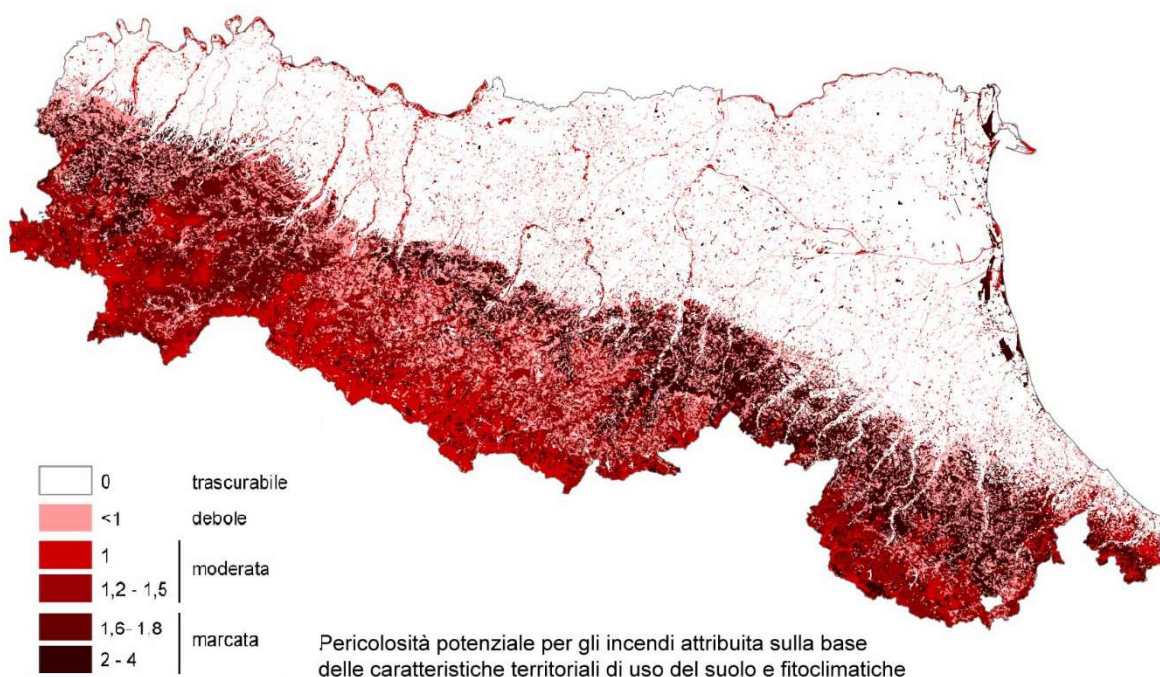 0 trascurabile
<1 debole
1
moderata
1,2 - 1,5
1,6- 1.8
marcata
2 - 4
Pericolosità potenziale per gli incendi attribuita sulla base
delle caratteristiche territoriali di uso del suolo e fitoclimatiche